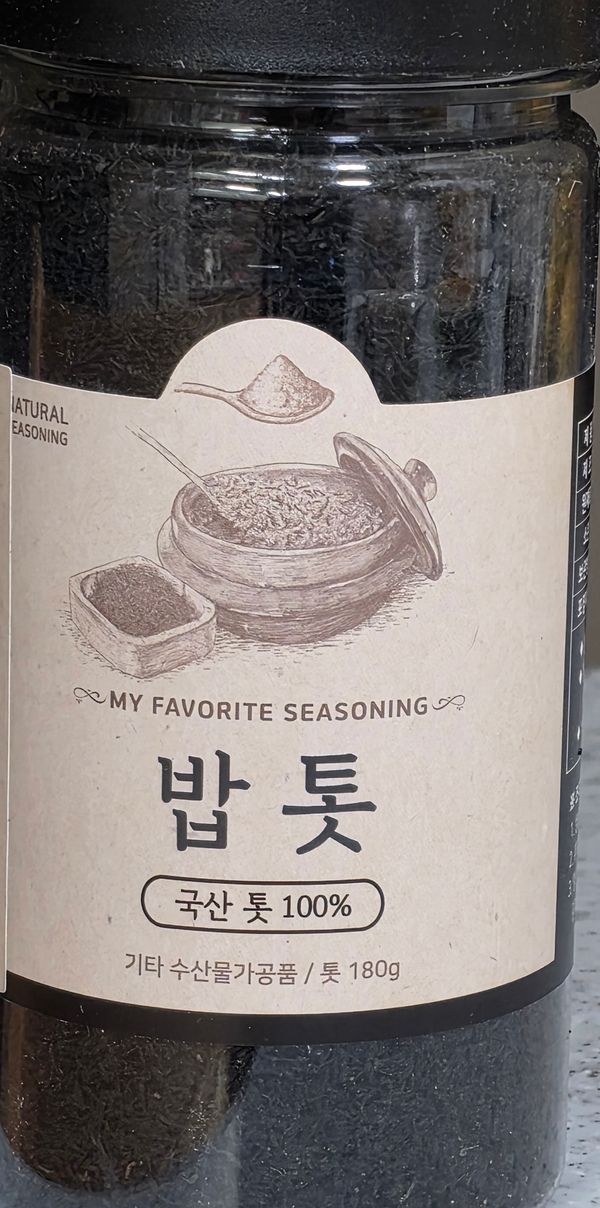 NATURAL
SEASONING
MY FAVORITE SEASONING
밥 톳
국산 톳 100%
기타 수산물가공품 / 톳 180g